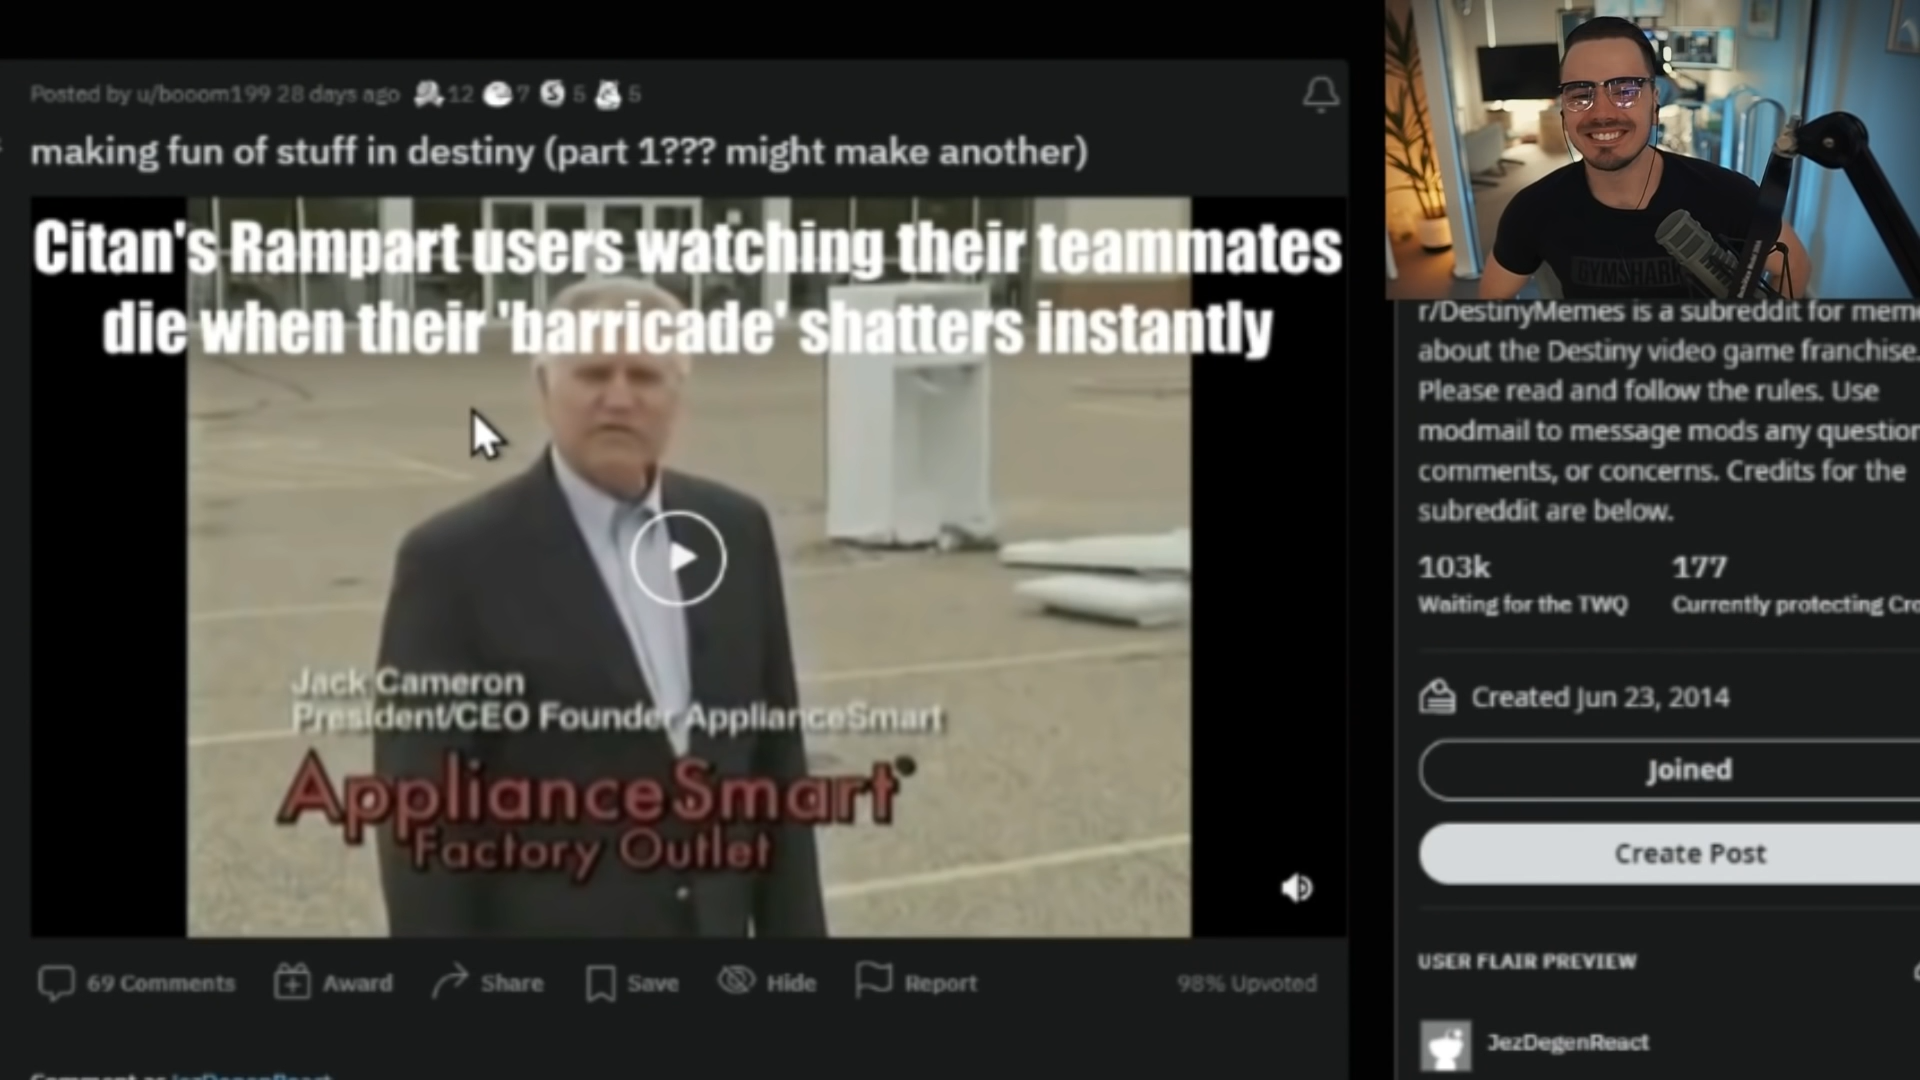 Posted by u/booom199 28 days ago 12 7 5 5
making fun of stuff in destiny (part 1??? might make another)
Citan's Rampart users watching their teammates
die when their 'barricade' shatters instantly
Jack Cameron
President/CEO Founder ApplianceSmart
ApplianceSmart
Factory Outlet
69 Comments Award Share Save Hide Report 98% Upvoted
Comment as JezDegenReact
GYMSHARK
r/DestinyMemes is a subreddit for meme
about the Destiny video game franchise.
Please read and follow the rules. Use
modmail to message mods any question
comments, or concerns. Credits for the
subreddit are below.
103k 177
Waiting for the TWQ Currently protecting Cro
Created Jun 23, 2014
Joined
Create Post
USER FLAIR PREVIEW
JezDegenReact